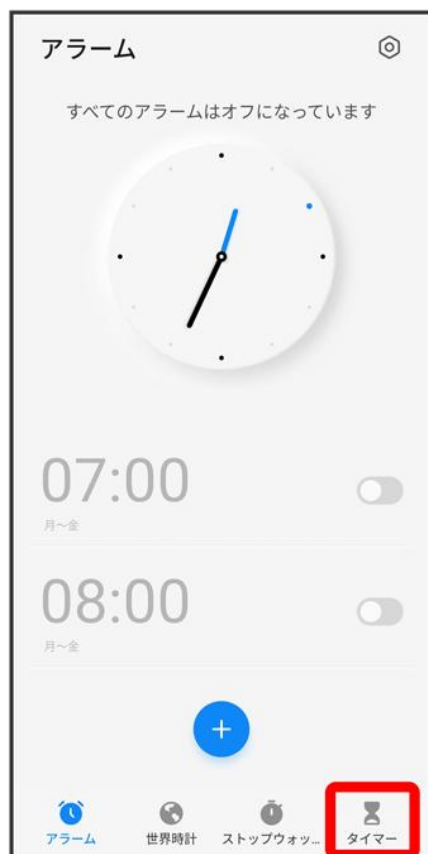 アラーム
すべてのアラームはオフになっています
07:00
月～金
08:00
月～金
アラーム
世界時計
ストップウォッ...
タイマー